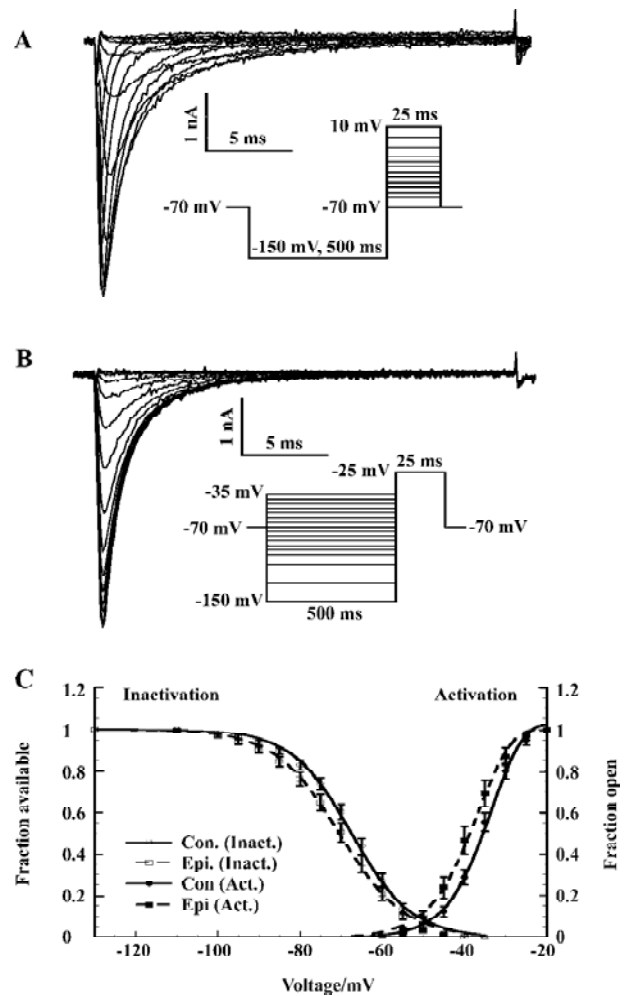 A
1 nA
5 ms
25 ms
10 mV
-70 mV
-70 mV
-150 mV, 500 ms
B
1 nA
5 ms
-25 mV
25 ms
-35 mV
-70 mV
-70 mV
-150 mV
500 ms
C
1.2
Inactivation
Activation
1.2
1
1
0.8
0.8
0.6
0.6
0.4
0.4
0.2
0.2
0
0
Fraction available
Fraction open
Con. (Inact.)
Epi. (Inact.)
Con (Act.)
Epi (Act.)
-120
-100
-80
-60
-40
-20
Voltage/mV